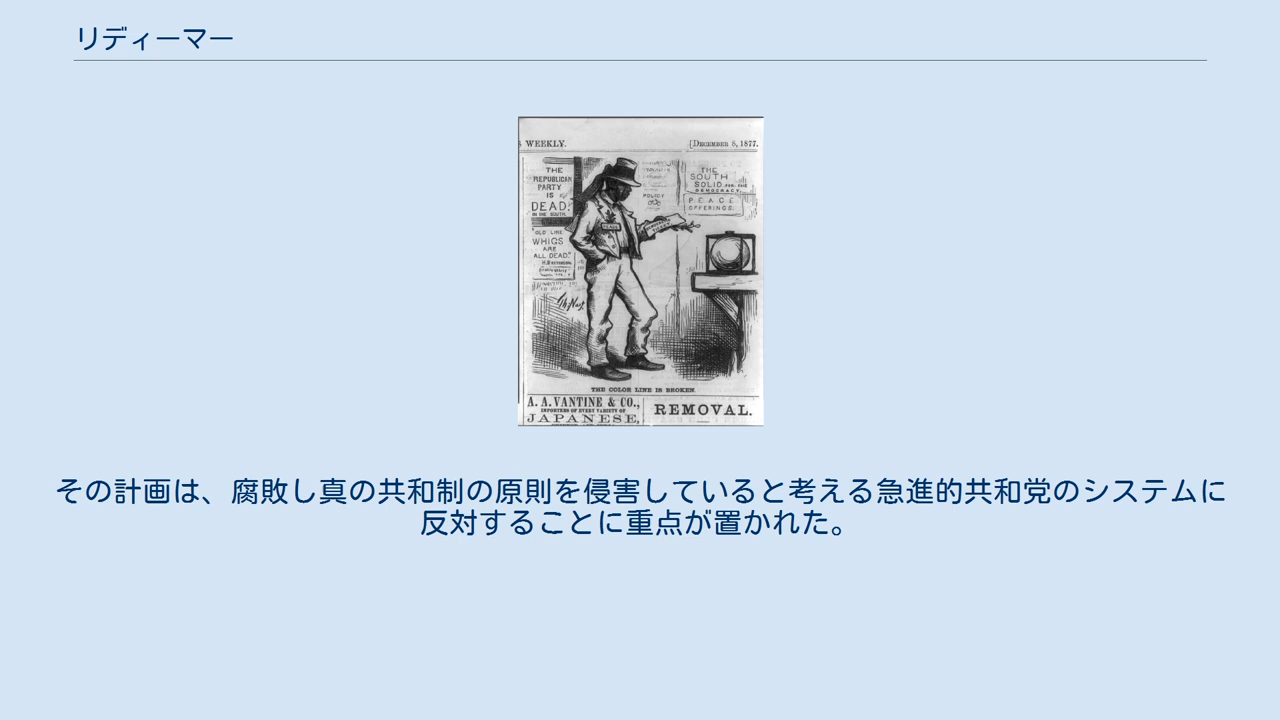 リディーマー
WEEKLY.
[DECEMBER 8, 1877.
THE
REPUBLICAN
PARTY
IS
DEAD.
IN THE SOUTH.
"OLD LINE
WHIGS
ARE
ALL DEAD."
POLICY
THE
SOUTH
SOLID FOR THE
DEMOCRACY.
PEACE
OFFERINGS.
Th. Nast
THE COLOR LINE IS BROKEN.
A. A. VANTINE & CO.,
IMPORTERS OF EVERY VARIETY OF
JAPANESE,
REMOVAL.
その計画は、腐敗し真の共和制の原則を侵害していると考える急進的共和党のシステムに
反対することに重点が置かれた。